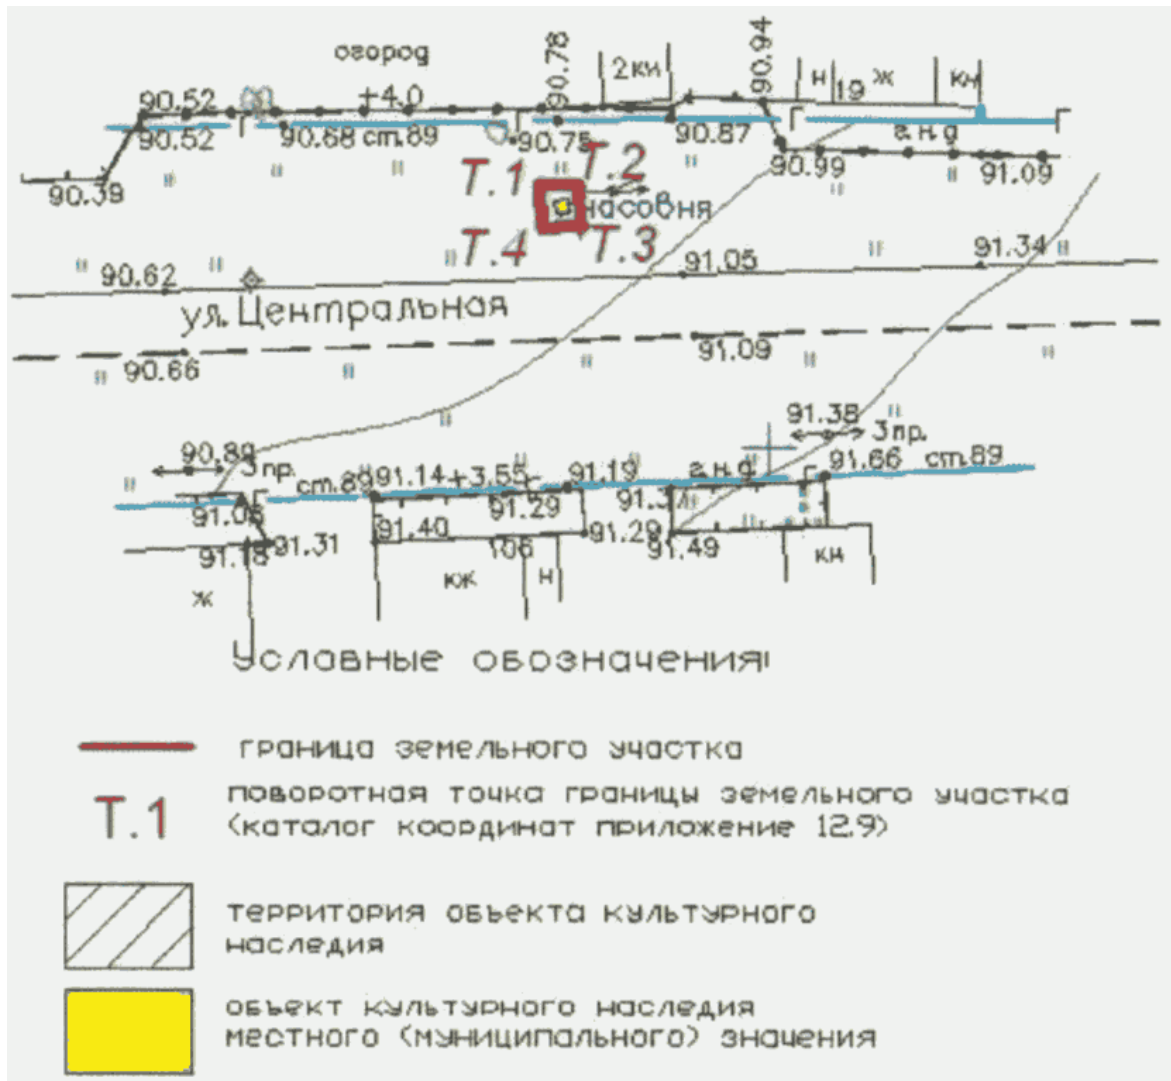 огород
90.78
2кн
90.94
н
19
ж
кн
90.52
+4.0
90.52
90.68 ст.89
90.75
90.87
г.н.д
90.99
91.09
90.39
Т.1
Т.2
часовня
Т.4
Т.3
90.62
91.05
91.34
ул. Центральная
90.66
91.09
91.38
3пр.
90.89
3пр.
ст.89
91.14 +3.55
91.19
г.н.д
91.66
ст.89
91.29
91.40
106
91.29
91.49
91.18
91.31
ж
кж
н
кн
Условные обозначения:
граница земельного участка
Т.1
поворотная точка границы земельного участка
(каталог координат приложение 12.9)
территория объекта культурного
наследия
объект культурного наследия
местного (муниципального) значения